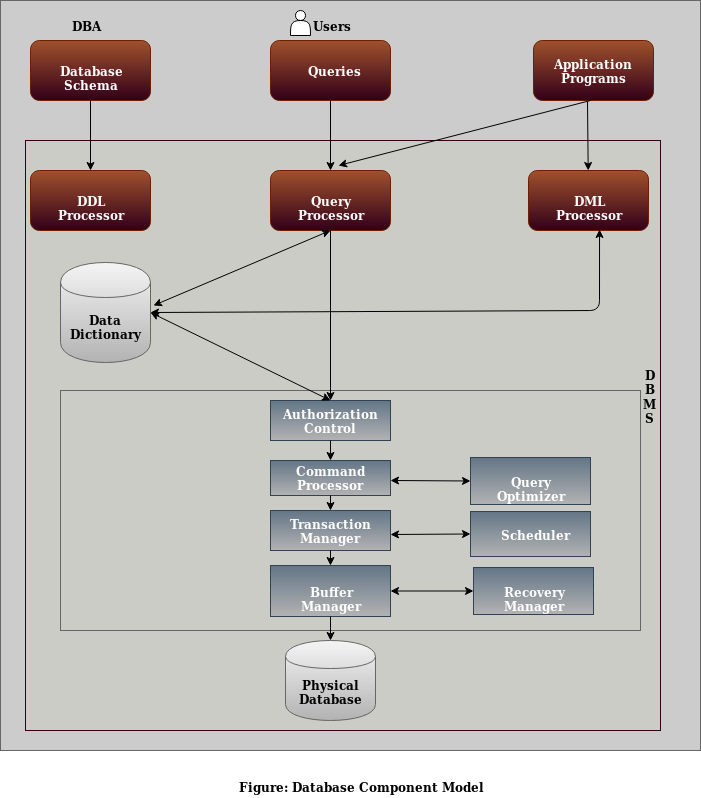 DBA
Users
Database
Schema
Queries
Application
Programs
DDL
Processor
Query
Processor
DML
Processor
Data
Dictionary
D
B
M
S
Authorization
Control
Command
Processor
Query
Optimizer
Transaction
Manager
Scheduler
Buffer
Manager
Recovery
Manager
Physical
Database
Figure: Database Component Model